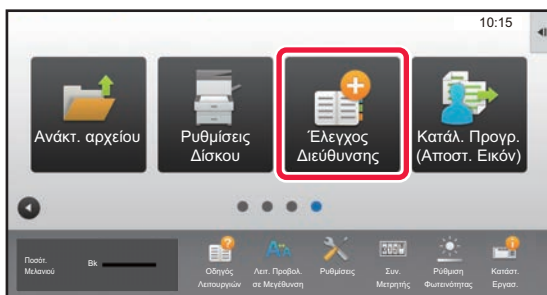 10:15
Ανάκτ. αρχείου
Ρυθμίσεις
Δίσκου
Έλεγχος
Διεύθυνσης
Κατάλ. Προγρ.
(Αποστ. Εικόν)
Ποσότ.
Μελανιού
Bk
Οδηγός
Λειτουργιών
Λειτ. Προβολ.
σε Μεγέθυνση
Ρυθμίσεις
Συν.
Μετρητής
Ρύθμιση
Φωτεινότητας
Κατάστ.
Εργασ.